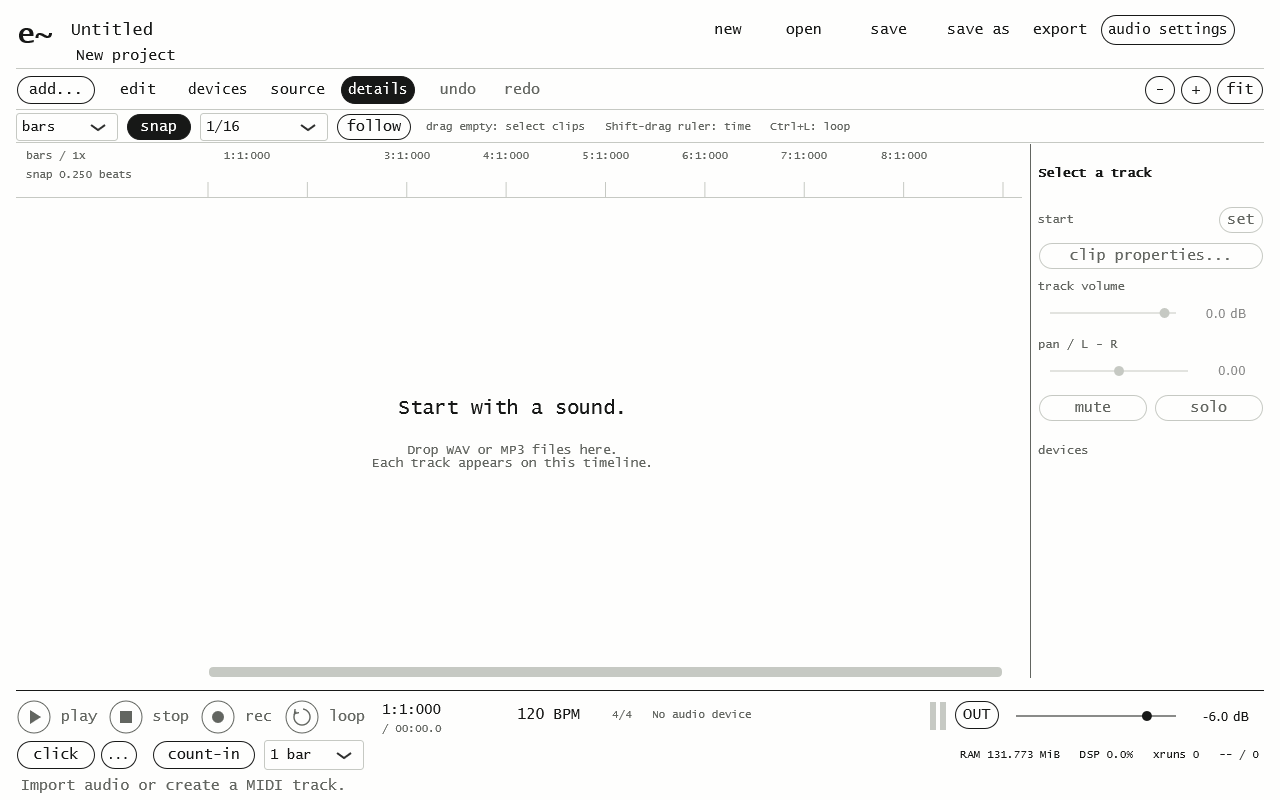 e~ Untitled new open save save as export audio settings
New project
add... edit devices source details undo redo - + fit
bars snap 1/16 follow drag empty: select clips Shift-drag ruler: time Ctrl+L: loop
bars / 1x 1:1:000 3:1:000 4:1:000 5:1:000 6:1:000 7:1:000 8:1:000
snap 0.250 beats
Select a track
start set
clip properties...
track volume
0.0 dB
pan / L - R
0.00
mute solo
devices
Start with a sound.
Drop WAV or MP3 files here.
Each track appears on this timeline.
play stop rec loop 1:1:000 120 BPM 4/4 No audio device OUT -6.0 dB
/ 00:00.0
click ... count-in 1 bar RAM 131.773 MiB DSP 0.0% xruns 0 -- / 0
Import audio or create a MIDI track.